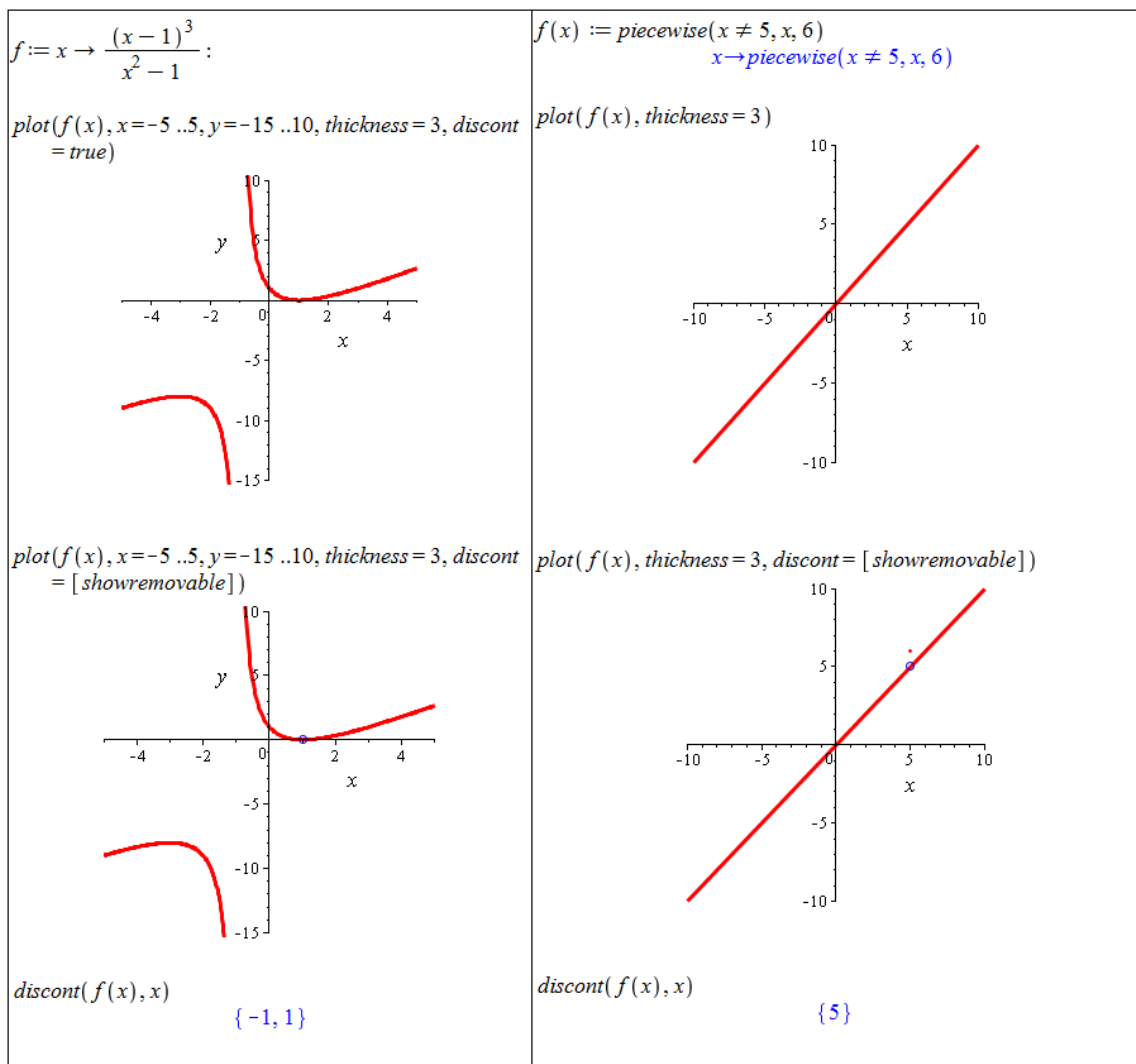 f := x → (x − 1)^3 / (x^2 − 1) :
plot(f(x), x=−5 ..5, y=−15 ..10, thickness=3, discont
=true)
10
y
5
-4 -2 0 2 4
x
-5
-10
-15
plot(f(x), x=−5 ..5, y=−15 ..10, thickness=3, discont
=[showremovable])
10
y
5
-2 0 2 4
x
-5
-10
-15
discont(f(x), x)
{−1, 1}
f(x) := piecewise(x ≠ 5, x, 6)
x→piecewise(x ≠ 5, x, 6)
plot(f(x), thickness=3)
10
5
-10 -5 0 5 10
x
-5
-10
plot(f(x), thickness=3, discont=[showremovable])
10
5
-10 -5 0 5 10
x
-5
-10
discont(f(x), x)
{5}